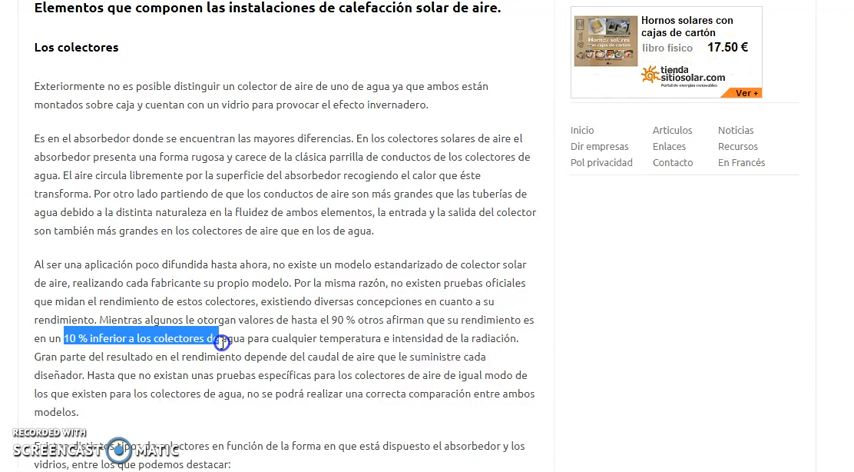 Elementos que componen las instalaciones de calefacción solar de aire.
Los colectores
Exteriormente no es posible distinguir un colector de aire de uno de agua ya que ambos están
montados sobre caja y cuentan con un vidrio para provocar el efecto invernadero.
Es en el absorbedor donde se encuentran las mayores diferencias. En los colectores solares de aire el
absorbedor presenta una forma rugosa y carece de la clásica parrilla de conductos de los colectores de
agua. El aire circula libremente por la superficie del absorbedor recogiendo el calor que éste
transforma. Por otro lado partiendo de que los conductos de aire son más grandes que las tuberías de
agua debido a la distinta naturaleza en la fluidez de ambos elementos, la entrada y la salida del colector
son también más grandes en los colectores de aire que en los de agua.
Al ser una aplicación poco difundida hasta ahora, no existe un modelo estandarizado de colector solar
de aire, realizando cada fabricante su propio modelo. Por la misma razón, no existen pruebas oficiales
que midan el rendimiento de estos colectores, existiendo diversas concepciones en cuanto a su
rendimiento. Mientras algunos le otorgan valores de hasta el 90 % otros afirman que su rendimiento es
en un 10 % inferior a los colectores de agua para cualquier temperatura e intensidad de la radiación.
Gran parte del resultado en el rendimiento depende del caudal de aire que le suministre cada
diseñador. Hasta que no existan unas pruebas específicas para los colectores de aire de igual modo de
los que existen para los colectores de agua, no se podrá realizar una correcta comparación entre ambos
modelos.
distintos tipos de colectores en función de la forma en que está dispuesto el absorbedor y los
vidrios, entre los que podemos destacar:
Hornos solares con
cajas de cartón
libro físico 17.50 €
tienda
sitiosolar.com
Portal de energías renovables
Ver +
Inicio Articulos Noticias
Dir empresas Enlaces Recursos
Pol privacidad Contacto En Francés
RECORDED WITH
SCREENCAST MATIC